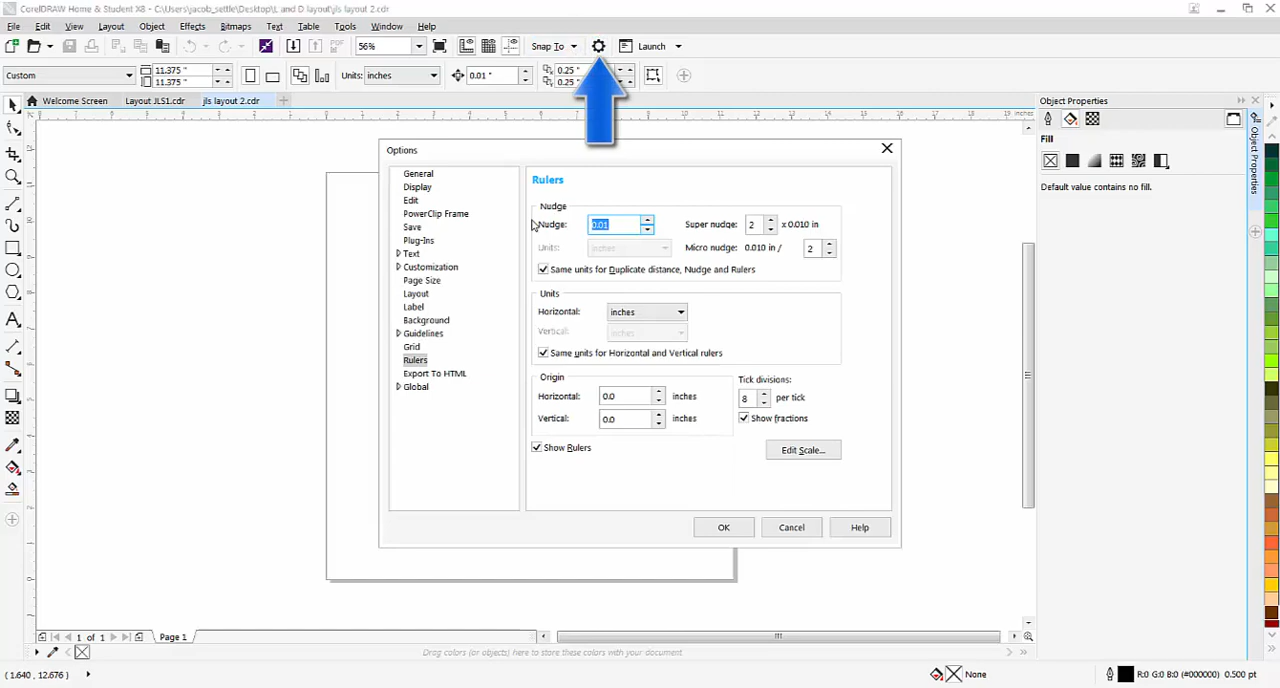 CorelDRAW Home & Student X8 - C:\Users\jacob_settle\Desktop\L and D layout\jls layout 2.cdr
File Edit View Layout Object Effects Bitmaps Text Table Tools Window Help
56% Snap To Launch
Custom 11.375 " 11.375 " Units: inches 0.01 " 0.25 " 0.25 "
Welcome Screen Layout JLS1.cdr jls layout 2.cdr
Object Properties
Fill
Default value contains no fill.
Object Properties
inches
Options
General
Display
Edit
PowerClip Frame
Save
Plug-Ins
Text
Customization
Page Size
Layout
Label
Background
Guidelines
Grid
Rulers
Export To HTML
Global
Rulers
Nudge
Nudge: 0.01 Super nudge: 2 x 0.010 in
Units: inches Micro nudge: 0.010 in / 2
Same units for Duplicate distance, Nudge and Rulers
Units
Horizontal: inches
Vertical: inches
Same units for Horizontal and Vertical rulers
Origin
Horizontal: 0.0 inches
Vertical: 0.0 inches
Tick divisions:
8 per tick
Show fractions
Show Rulers
Edit Scale...
OK Cancel Help
1 of 1 Page 1
Drag colors (or objects) here to store these colors with your document
(1.640, 12.676) None R:0 G:0 B:0 (#000000) 0.500 pt